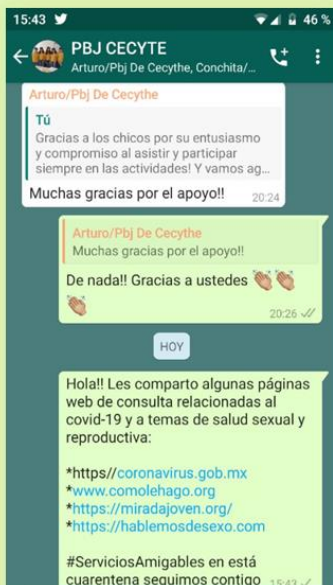 15:43 46 %
PBJ CECYTE
Arturo/Pbj De Cecythe, Conchita/...
Arturo/Pbj De Cecythe
Tú
Gracias a los chicos por su entusiasmo
y compromiso al asistir y participar
siempre en las actividades! Y vamos ag...
Muchas gracias por el apoyo!! 20:24
Arturo/Pbj De Cecythe
Muchas gracias por el apoyo!!
De nada!! Gracias a ustedes 👏🏽👏🏽
👏🏽
20:26
HOY
Hola!! Les comparto algunas páginas
web de consulta relacionadas al
covid-19 y a temas de salud sexual y
reproductiva:
*https//coronavirus.gob.mx
*www.comolehago.org
*https://miradajoven.org/
*https://hablemosdesexo.com
#ServiciosAmigables en está
cuarentena seguimos contigo 15:43